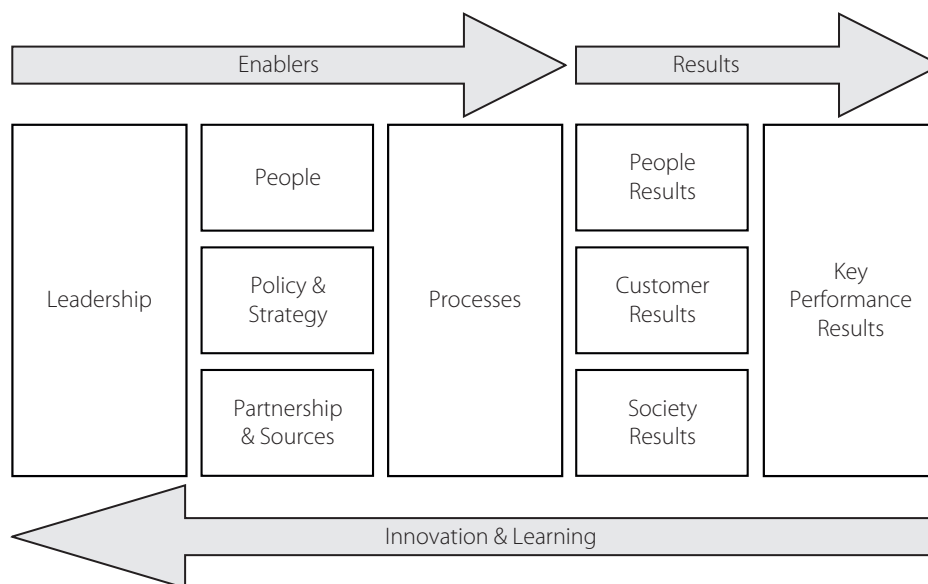 Enablers
Results
Leadership
People
Policy &
Strategy
Partnership
& Sources
Processes
People
Results
Customer
Results
Society
Results
Key
Performance
Results
Innovation & Learning